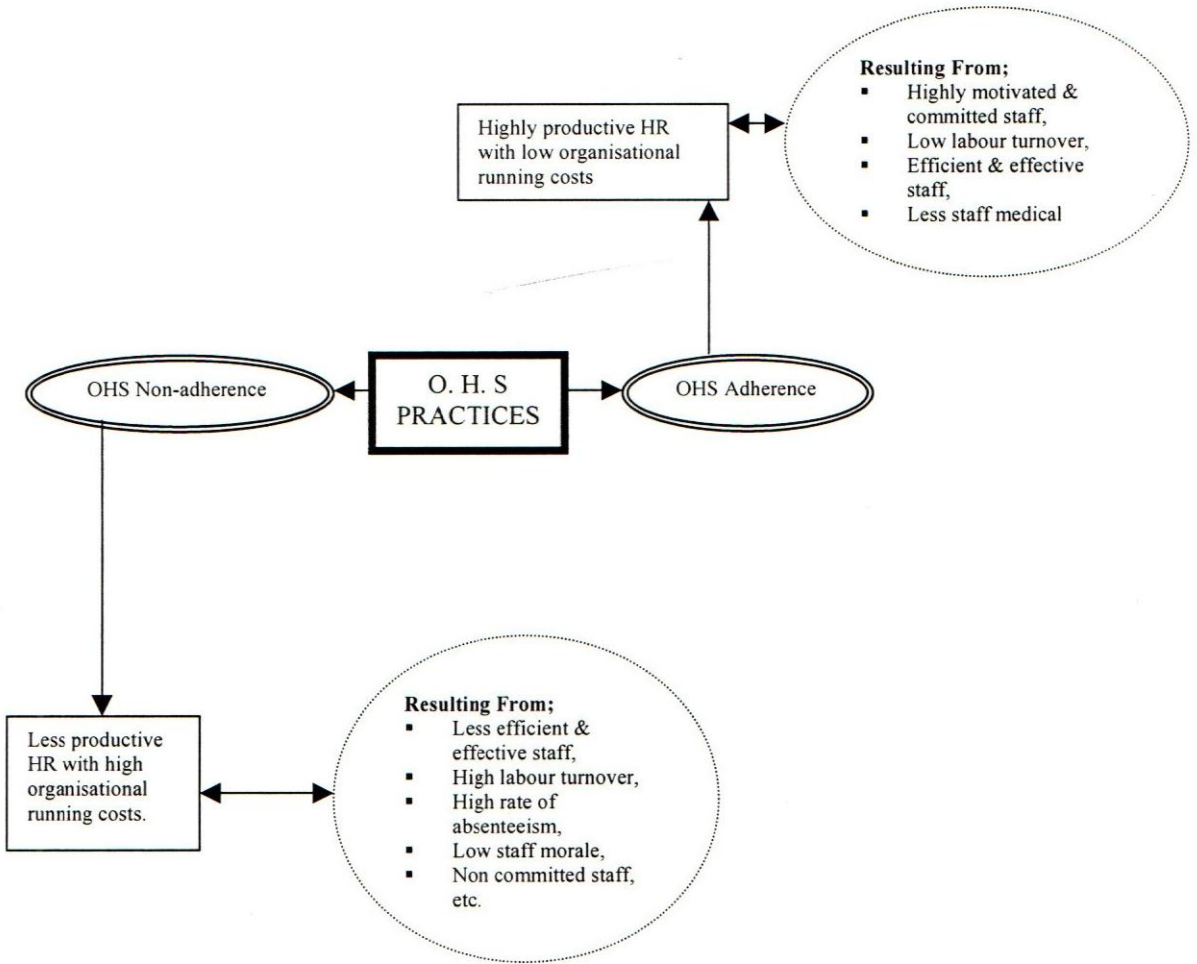 Resulting From;
▪ Highly motivated &
committed staff,
▪ Low labour turnover,
▪ Efficient & effective
staff,
▪ Less staff medical
Highly productive HR
with low organisational
running costs
OHS Non-adherence
O. H. S
PRACTICES
OHS Adherence
Less productive
HR with high
organisational
running costs.
Resulting From;
▪ Less efficient &
effective staff,
▪ High labour turnover,
▪ High rate of
absenteeism,
▪ Low staff morale,
▪ Non committed staff,
etc.